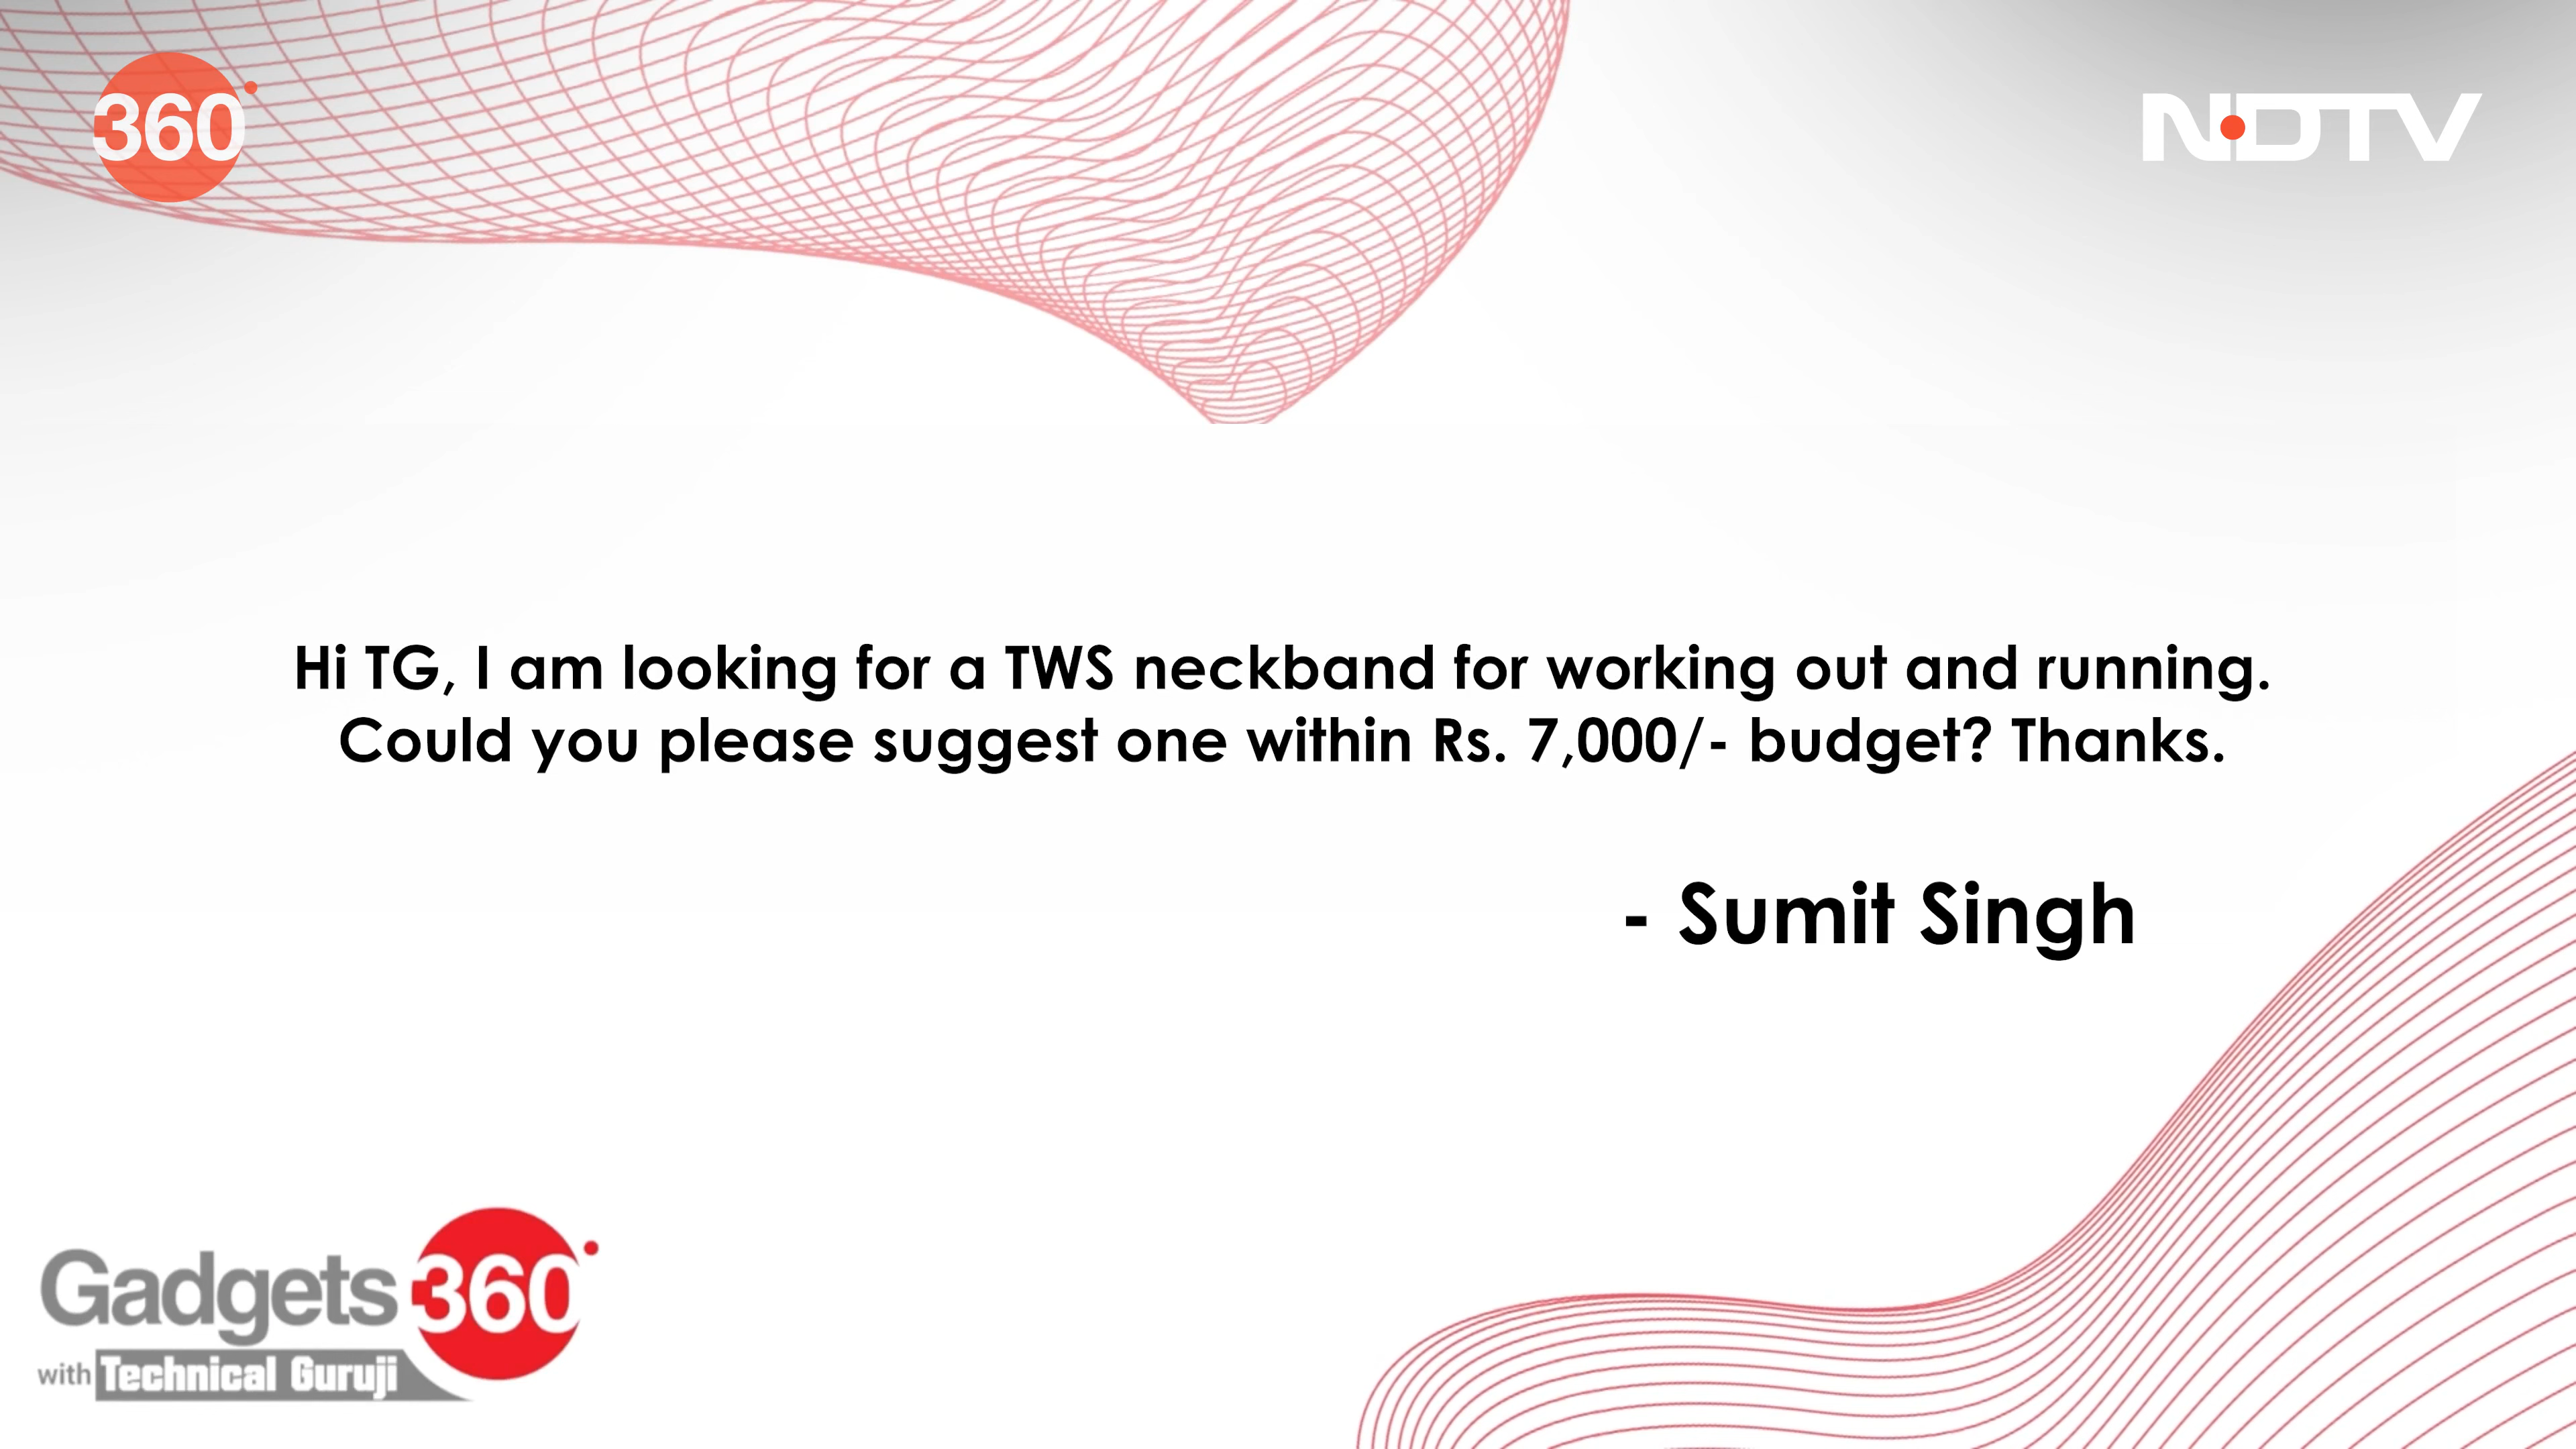 360
NDTV
Hi TG, I am looking for a TWS neckband for working out and running.
Could you please suggest one within Rs. 7,000/- budget? Thanks.
- Sumit Singh
Gadgets 360
with Technical Guruji